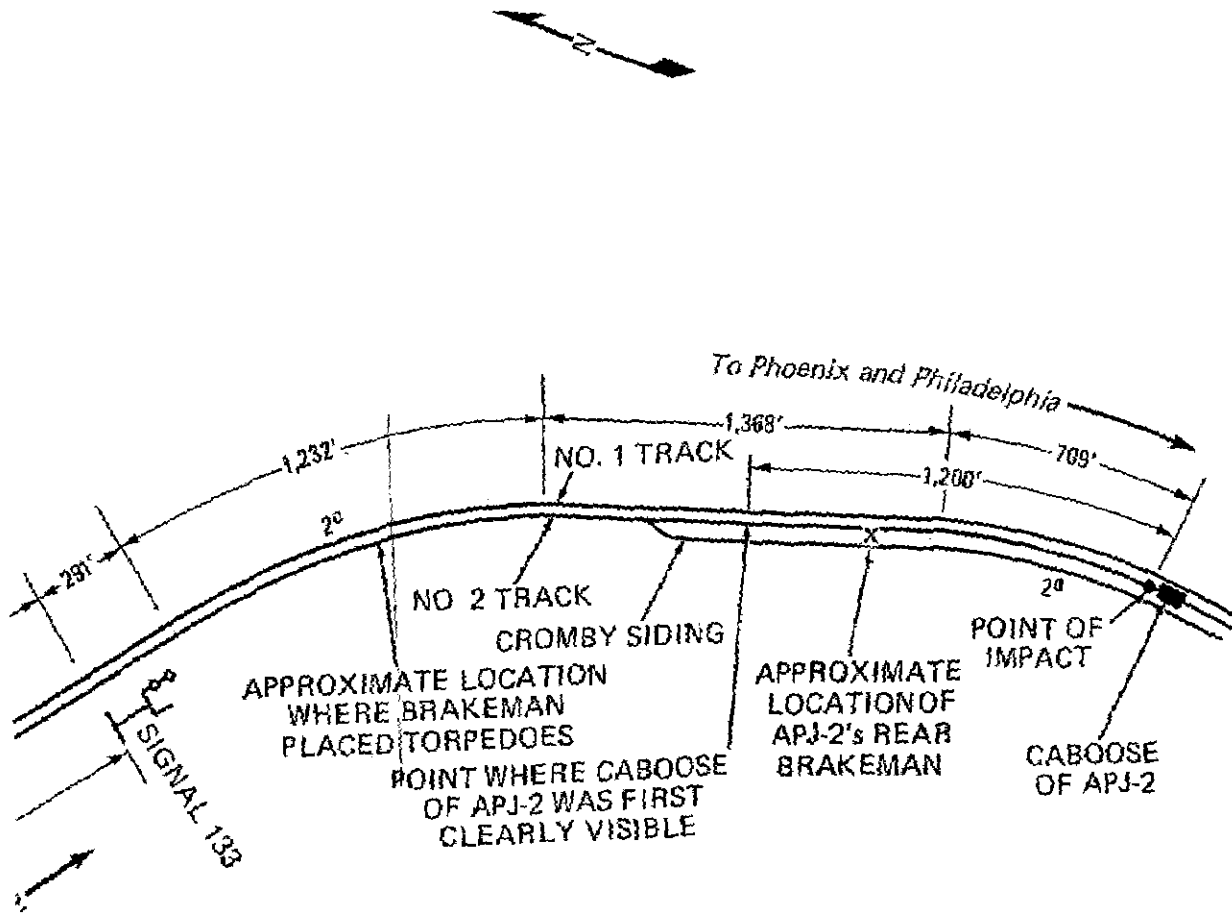 N
To Phoenix and Philadelphia
1,368'
709'
1,232'
NO. 1 TRACK
1,200'
2º
291'
NO 2 TRACK
2º
CROMBY SIDING
POINT OF
IMPACT
APPROXIMATE LOCATION
WHERE BRAKEMAN
PLACED TORPEDOES
APPROXIMATE
LOCATION OF
APJ-2's REAR
BRAKEMAN
X
SIGNAL 133
POINT WHERE CABOOSE
OF APJ-2 WAS FIRST
CLEARLY VISIBLE
CABOOSE
OF APJ-2